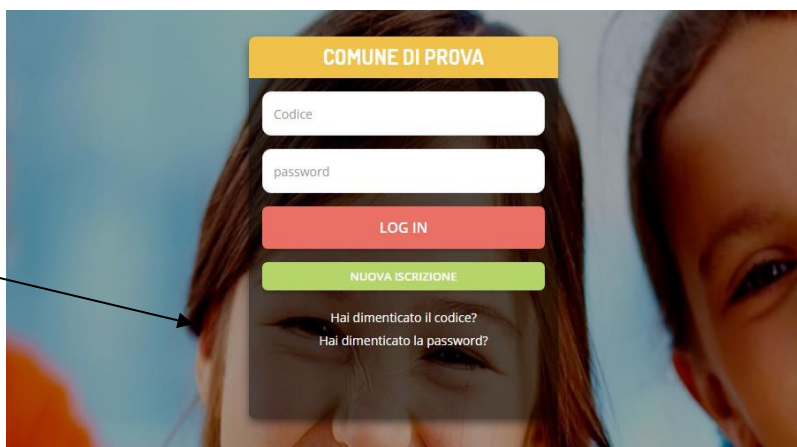 COMUNE DI PROVA
Codice
password
LOG IN
NUOVA ISCRIZIONE
Hai dimenticato il codice?
Hai dimenticato la password?